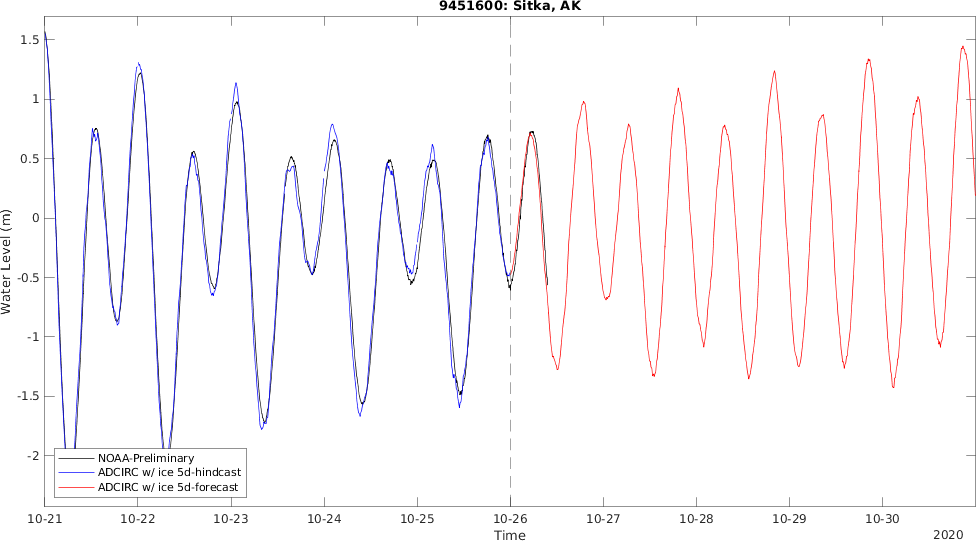 9451600: Sitka, AK
Water Level (m)
1.5
1
0.5
0
-0.5
-1
-1.5
-2
NOAA-Preliminary
ADCIRC w/ ice 5d-hindcast
ADCIRC w/ ice 5d-forecast
10-21 10-22 10-23 10-24 10-25 10-26 10-27 10-28 10-29 10-30
Time
2020